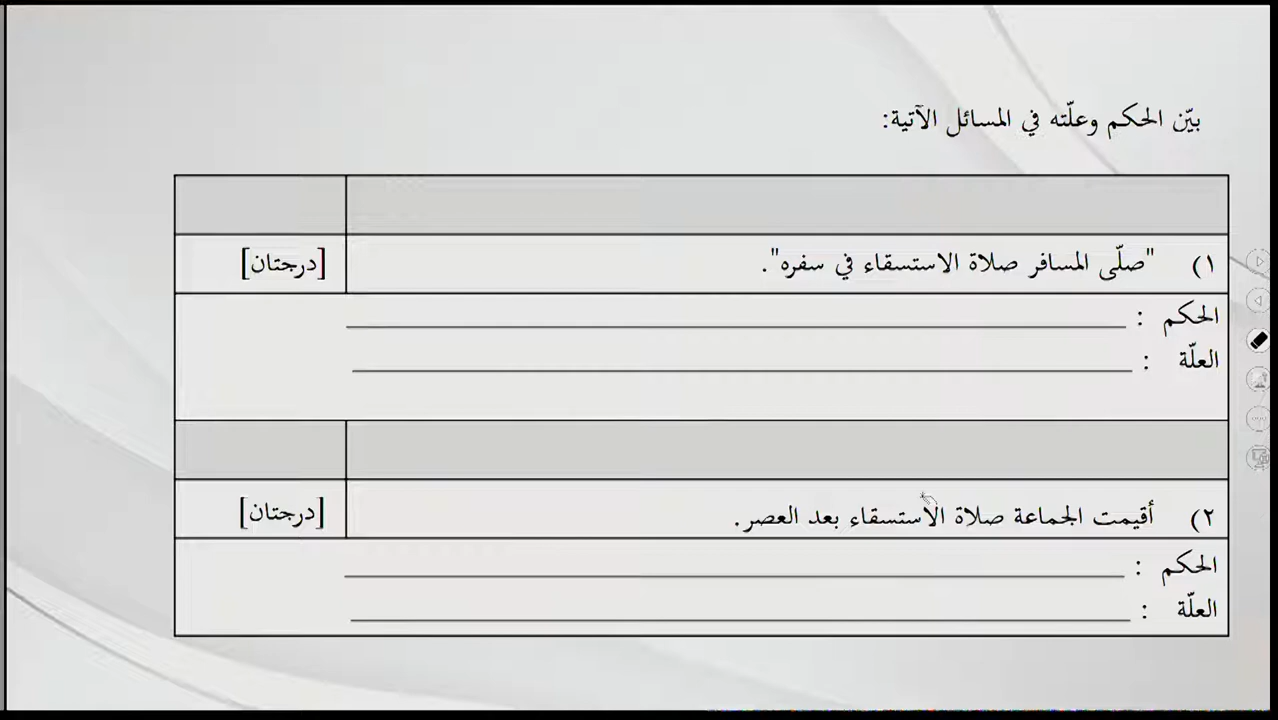 بيّن الحكم وعلّته في المسائل الآتية:
١) "صلّى المسافر صلاة الاستسقاء في سفره". [درجتان]
الحكم :
العلّة :
٢) أقيمت الجماعة صلاة الاستسقاء بعد العصر. [درجتان]
الحكم :
العلّة :